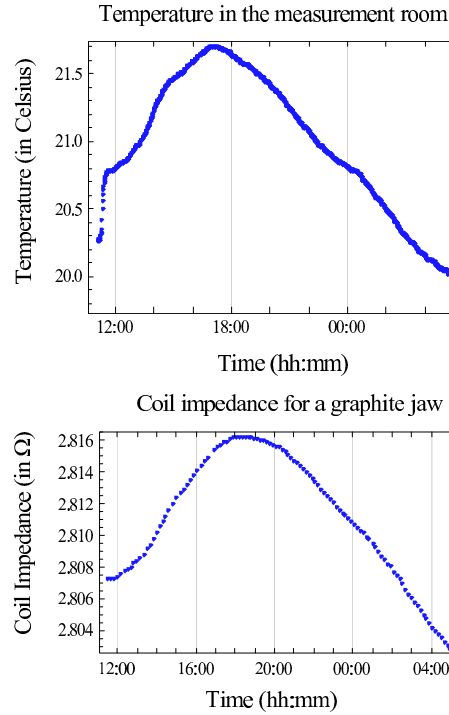 Temperature in the measurement room
21.5
21.0
20.5
20.0
Temperature (in Celsius)
12:00 18:00 00:00
Time (hh:mm)
Coil impedance for a graphite jaw
2.816
2.814
2.812
2.810
2.808
2.806
2.804
Coil Impedance (in Ω)
12:00 16:00 20:00 00:00 04:00
Time (hh:mm)